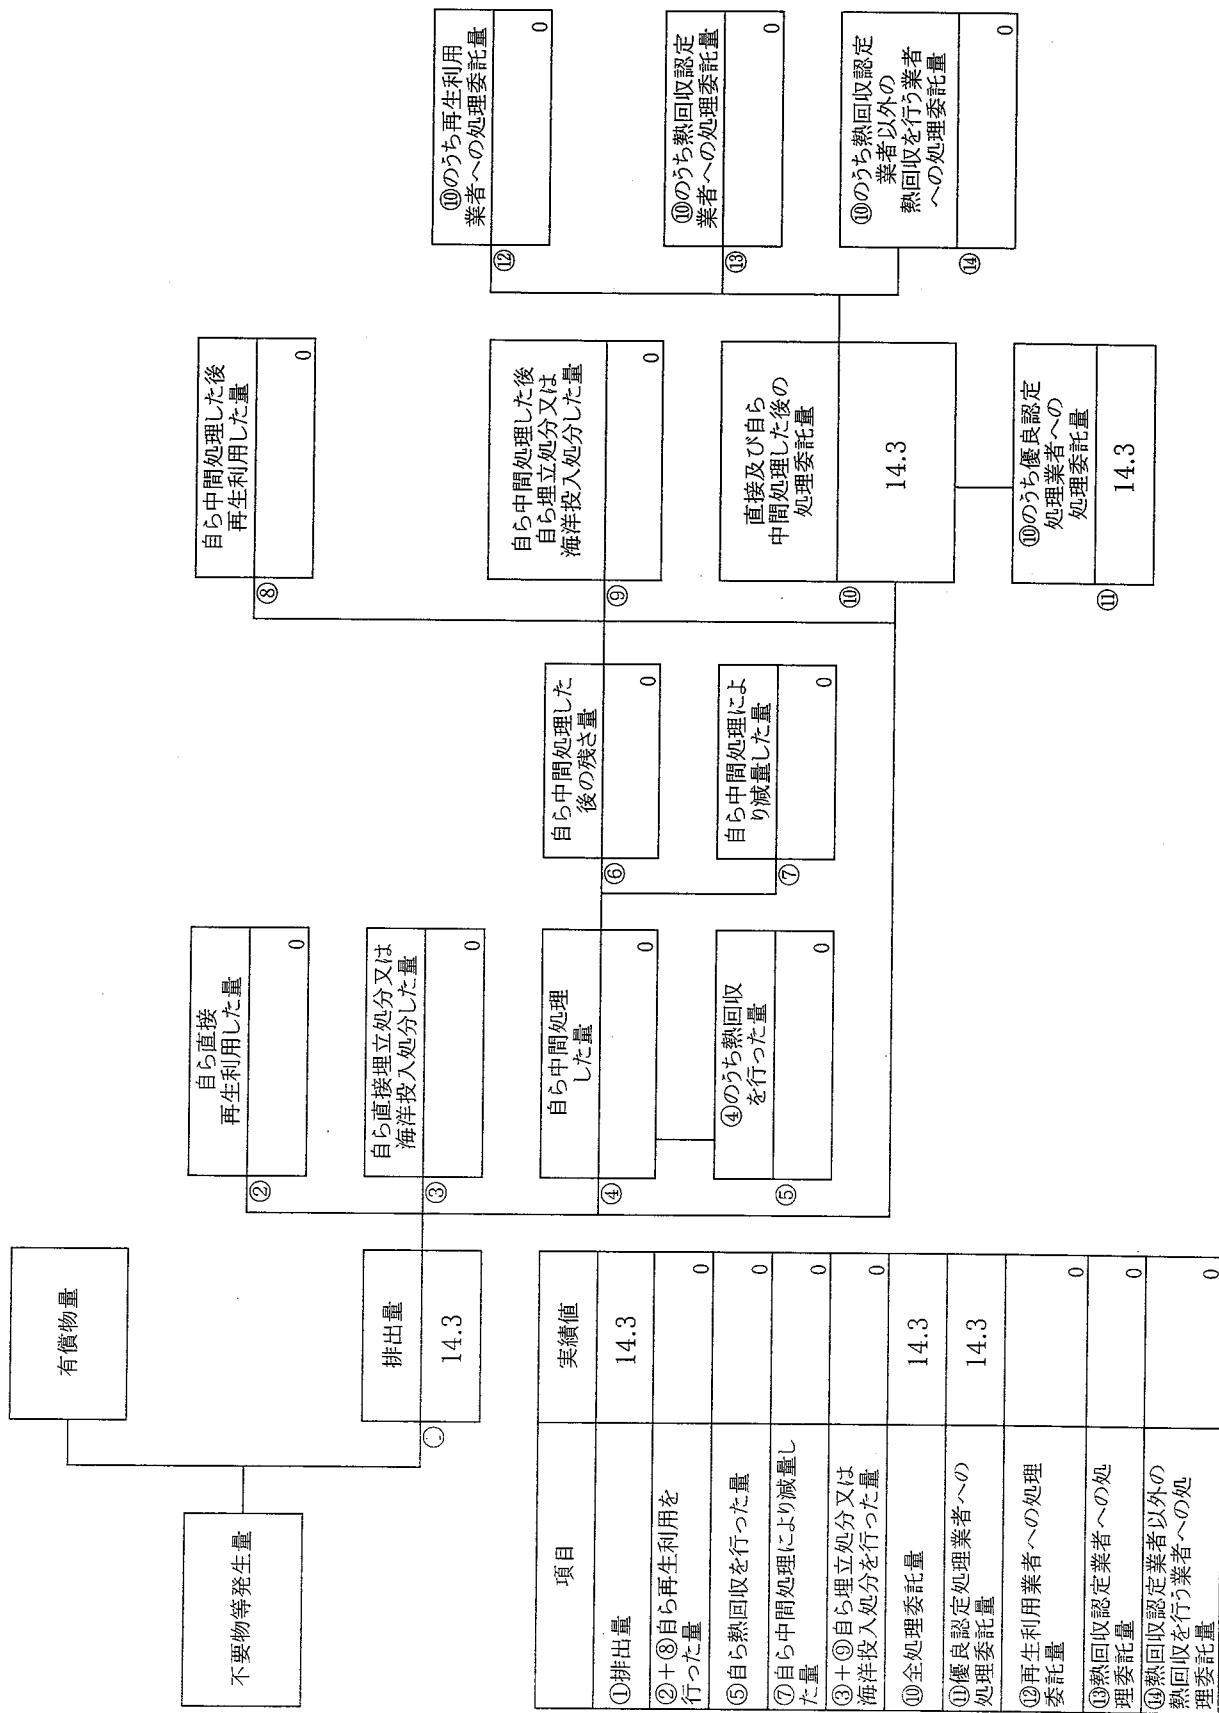 有償物量
不要物等発生量
排出量
14.3
②
自ら直接
再生利用した量
0
③
自ら直接埋立処分又は
海洋投入処分した量
0
④
自ら中間処理
した量
0
⑤
④のうち熱回収
を行った量
0
⑥
自ら中間処理した
後の残さ量
0
⑦
自ら中間処理によ
り減量した量
0
⑧
自ら中間処理した後
再生利用した量
0
⑨
自ら中間処理した後
自ら埋立処分又は
海洋投入処分した量
0
⑩
直接及び自ら
中間処理した後の
処理委託量
14.3
⑪
⑩のうち優良認定
処理業者への
処理委託量
14.3
⑫
⑩のうち再生利用
業者への処理委託量
0
⑬
⑩のうち熱回収認定
業者への処理委託量
0
⑭
⑩のうち熱回収認定
業者以外の
熱回収を行う業者
への処理委託量
0
項目 実績値
①排出量 14.3
②+⑧自ら再生利用を
行った量 0
⑤自ら熱回収を行った量 0
⑦自ら中間処理により減量し
た量 0
③+⑨自ら埋立処分又は
海洋投入処分を行った量 0
⑩全処理委託量 14.3
⑪優良認定処理業者への
処理委託量 14.3
⑫再生利用業者への処理
委託量 0
⑬熱回収認定業者への処
理委託量 0
⑭熱回収認定業者以外の
熱回収を行う業者への処
理委託量 0